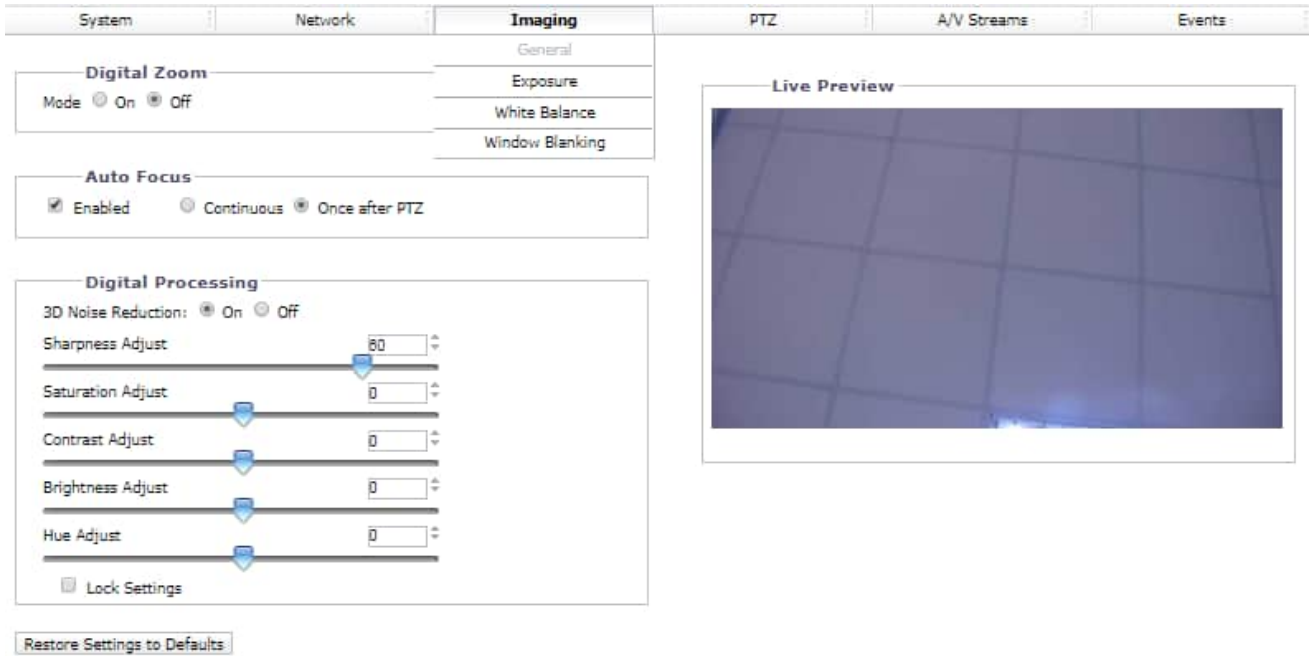 System Network Imaging PTZ A/V Streams Events
General
Exposure
White Balance
Window Blanking
Digital Zoom
Mode On Off
Auto Focus
Enabled Continuous Once after PTZ
Digital Processing
3D Noise Reduction: On Off
Sharpness Adjust 60
Saturation Adjust 0
Contrast Adjust 0
Brightness Adjust 0
Hue Adjust 0
Lock Settings
Restore Settings to Defaults
Live Preview